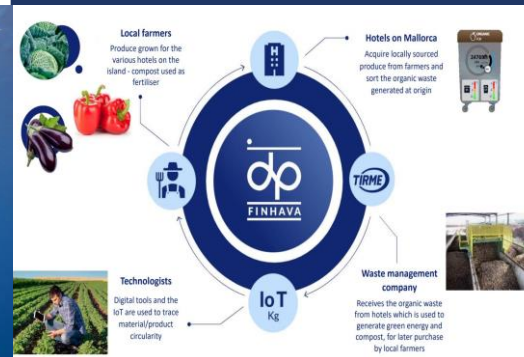 Local farmers
Produce grown for the
various hotels on the
island - compost used as
fertiliser
Hotels on Mallorca
Acquire locally sourced
produce from farmers and
sort the organic waste
generated at origin
dp
FINHAVA
TIRME
Technologists
Digital tools and the
IoT are used to trace
material/product
circularity
IoT
Kg
Waste management
company
Receives the organic waste
from hotels which is used to
generate green energy and
compost, for later purchase
by local farmers